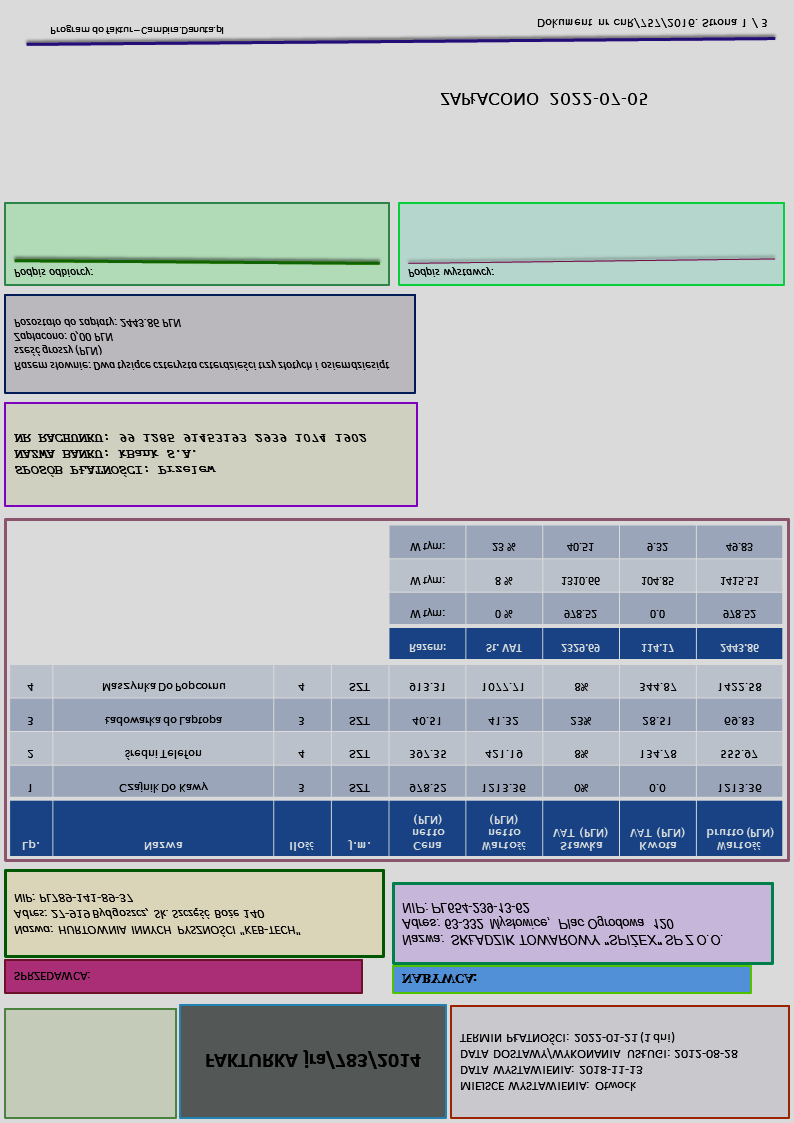 FAKTURKA jra/783/2014
MIEJSCE WYSTAWIENIA: Otwock
DATA WYSTAWIENIA: 2018-11-13
DATA DOSTAWY/WYKONANIA USŁUGI: 2012-08-28
TERMIN PŁATNOŚCI: 2022-01-21 (1 dni)
SPRZEDAWCA:
Nazwa: HURTOWNIA INNYCH PYSZNOŚCI "KEB-TECH"
Adres: 27-919 Bydgoszcz, Sk. Szczęść Boże 140
NIP: PL789-141-89-37
NABYWCA:
Nazwa: SKŁADZIK TOWAROWY "SPIŻEX" SP Z O.O.
Adres: 63-332 Mysłowice, Plac Ogrodowa 120
NIP: PL654-239-13-62
Lp. Nazwa Ilość J.m. Cena netto (PLN) Wartość netto (PLN) Stawka VAT (PLN) Kwota VAT (PLN) Wartość brutto (PLN)
1 Czajnik Do Kawy 3 SZT 978.52 1213.36 0% 0.0 1213.36
2 Średni Telefon 4 SZT 397.35 421.19 8% 134.78 555.97
3 Ładowarka do Laptopa 3 SZT 40.51 41.32 23% 28.51 69.83
4 Maszynka Do Popcornu 4 SZT 913.31 1077.71 8% 344.87 1422.58
Razem: St. VAT 2329.69 114.17 2443.86
W tym: 0 % 978.52 0.0 978.52
W tym: 8 % 1310.66 104.85 1415.51
W tym: 23 % 40.51 9.32 49.83
SPOSÓB PŁATNOŚCI: Przelew
NAZWA BANKU: kBank S.A.
NR RACHUNKU: 99 1285 91453193 2939 1074 1902
Razem słownie: Dwa tysiące czterysta czterdzieści trzy złotych i osiemdziesiąt
sześć groszy (PLN)
Zapłacono: 0,00 PLN
Pozostało do zapłaty: 2443.86 PLN
Podpis odbiorcy:
Podpis wystawcy:
ZAPŁACONO 2022-07-05
Program do faktur – Cambira.Danuta.pl
Dokument nr cnR/757/2016. Strona 1 / 3